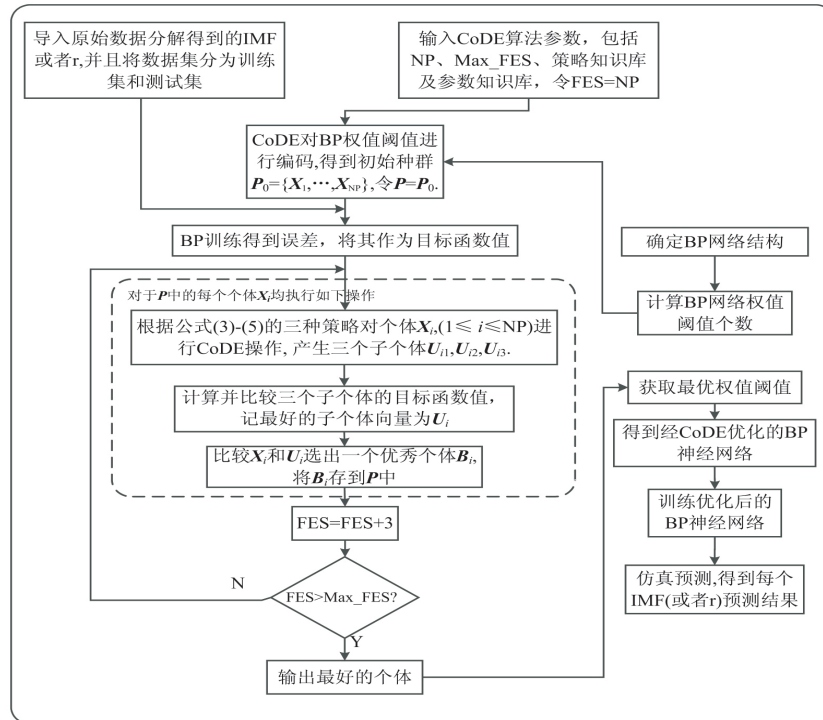 导入原始数据分解得到的IMF
或者r,并且将数据集分为训练
集和测试集
输入CoDE算法参数，包括
NP、Max_FES、策略知识库
及参数知识库，令FES=NP
CoDE对BP权值阈值进
行编码,得到初始种群
P₀={X₁,⋯,X_NP},令P=P₀.
BP训练得到误差，将其作为目标函数值
确定BP网络结构
计算BP网络权值
阈值个数
对于P中的每个个体Xᵢ均执行如下操作
根据公式(3)-(5)的三种策略对个体Xᵢ,(1≤ i≤NP)进
行CoDE操作, 产生三个子个体Uᵢ₁,Uᵢ₂,Uᵢ₃.
计算并比较三个子个体的目标函数值，
记最好的子个体向量为Uᵢ
比较Xᵢ和Uᵢ选出一个优秀个体Bᵢ,
将Bᵢ存到P中
FES=FES+3
N
FES>Max_FES?
Y
输出最好的个体
获取最优权值阈值
得到经CoDE优化的BP
神经网络
训练优化后的
BP神经网络
仿真预测,得到每个
IMF(或者r)预测结果